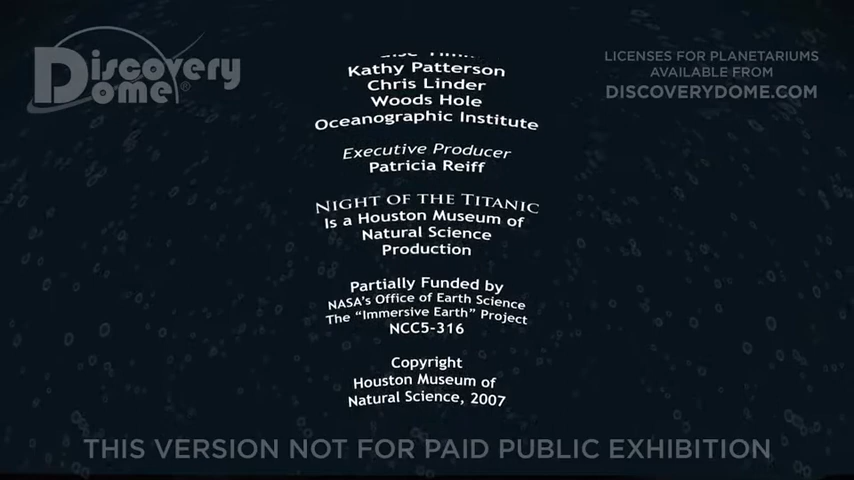 Discovery
Dome®
LICENSES FOR PLANETARIUMS
AVAILABLE FROM
DISCOVERYDOME.COM
Kathy Patterson
Chris Linder
Woods Hole
Oceanographic Institute
Executive Producer
Patricia Reiff
NIGHT OF THE TITANIC
Is a Houston Museum of
Natural Science
Production
Partially Funded by
NASA's Office of Earth Science
The "Immersive Earth" Project
NCC5-316
Copyright
Houston Museum of
Natural Science, 2007
THIS VERSION NOT FOR PAID PUBLIC EXHIBITION